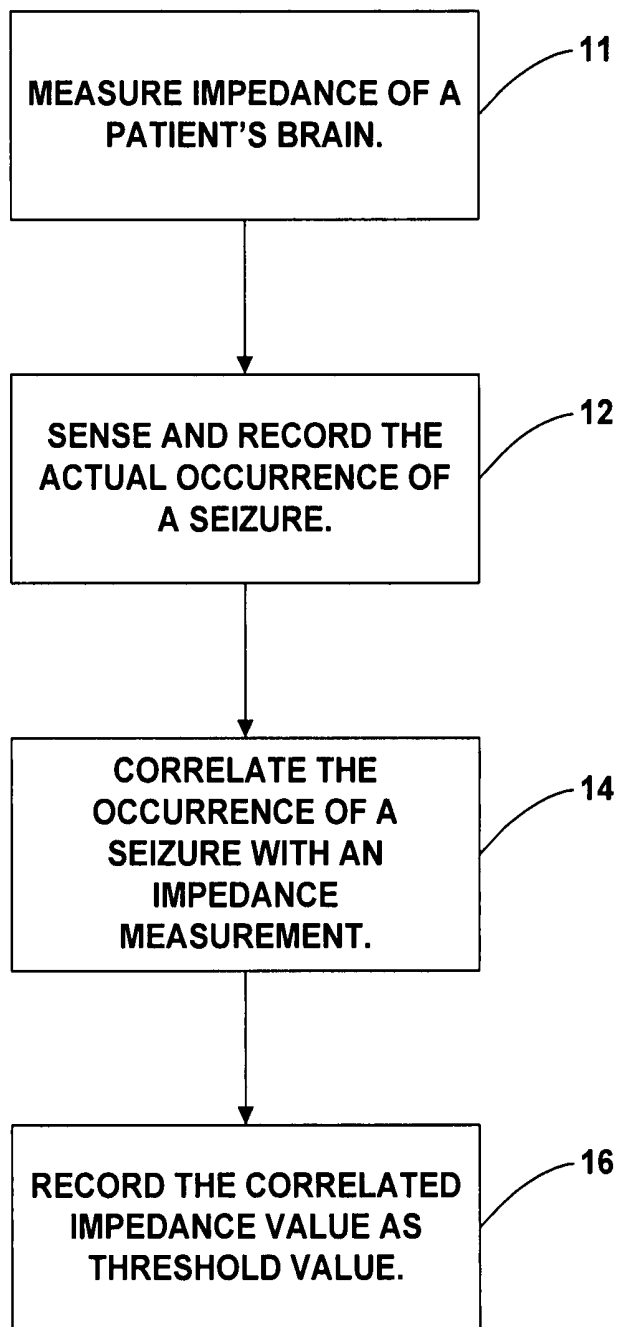 11
MEASURE IMPEDANCE OF A
PATIENT'S BRAIN.
12
SENSE AND RECORD THE
ACTUAL OCCURRENCE OF
A SEIZURE.
14
CORRELATE THE
OCCURRENCE OF A
SEIZURE WITH AN
IMPEDANCE
MEASUREMENT.
16
RECORD THE CORRELATED
IMPEDANCE VALUE AS
THRESHOLD VALUE.